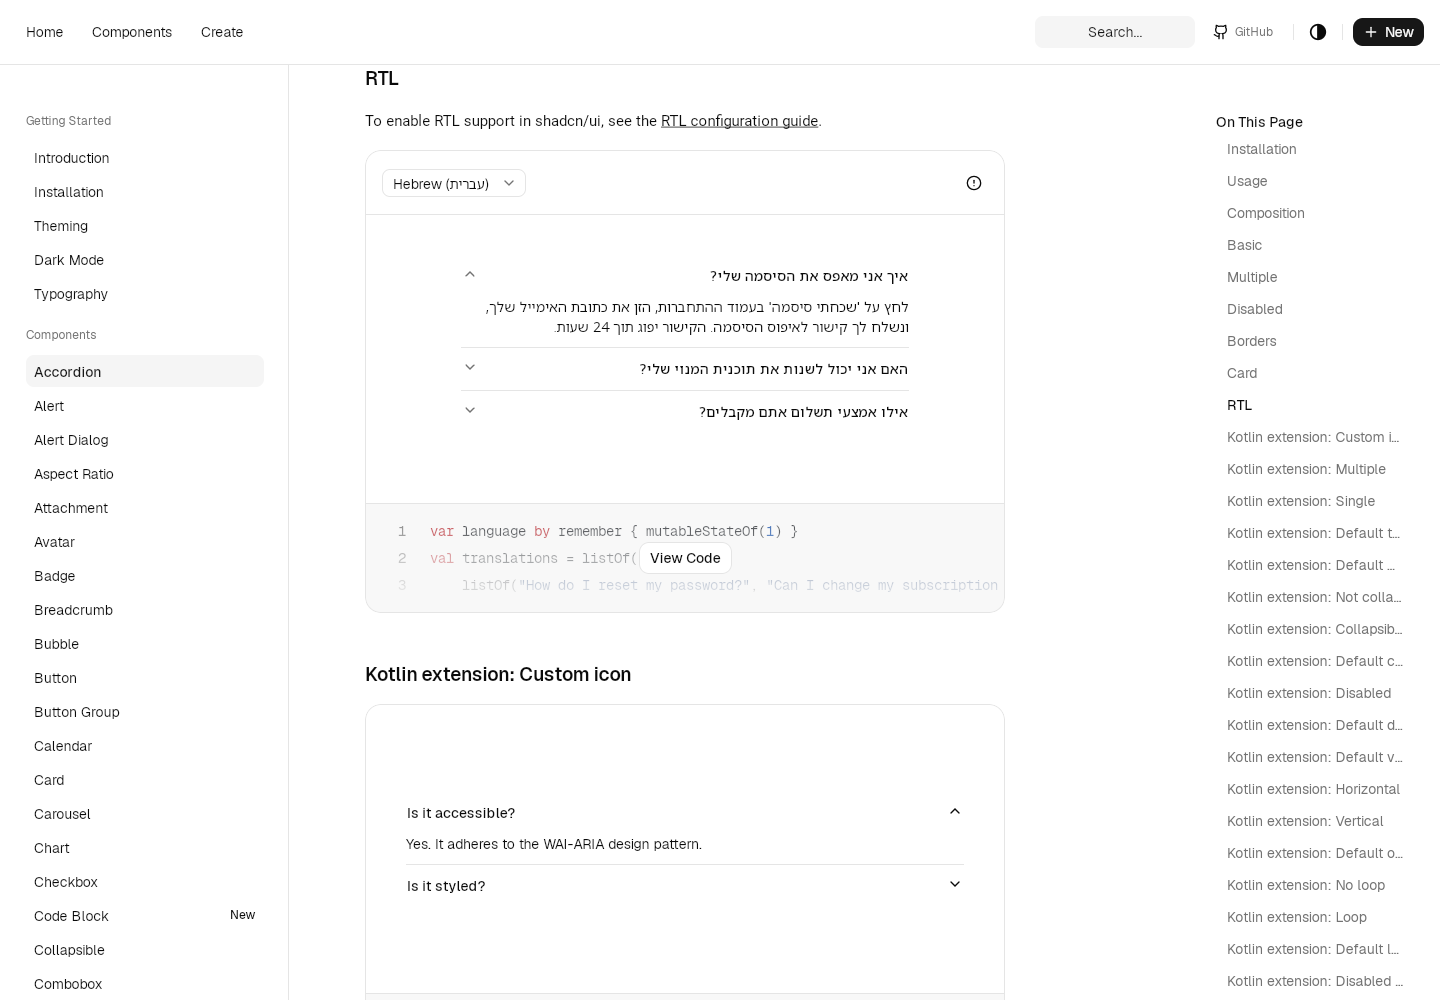 Home
Components
Create
Search...
GitHub
New
Getting Started
Introduction
Installation
Theming
Dark Mode
Typography
Components
Accordion
Alert
Alert Dialog
Aspect Ratio
Attachment
Avatar
Badge
Breadcrumb
Bubble
Button
Button Group
Calendar
Card
Carousel
Chart
Checkbox
Code Block
New
Collapsible
Combobox
RTL
To enable RTL support in shadcn/ui, see the RTL configuration guide.
Hebrew (עברית)
איך אני מאפס את הסיסמה שלי?
לחץ על 'שכחתי סיסמה' בעמוד ההתחברות, הזן את כתובת האימייל שלך,
ונשלח לך קישור לאיפוס הסיסמה. הקישור יפוג תוך 24 שעות.
האם אני יכול לשנות את תוכנית המנוי שלי?
אילו אמצעי תשלום אתם מקבלים?
1 var language by remember { mutableStateOf(1) }
2 val translations = listOf(
View Code
3 listOf("How do I reset my password?", "Can I change my subscription
Kotlin extension: Custom icon
Is it accessible?
Yes. It adheres to the WAI-ARIA design pattern.
Is it styled?
On This Page
Installation
Usage
Composition
Basic
Multiple
Disabled
Borders
Card
RTL
Kotlin extension: Custom i...
Kotlin extension: Multiple
Kotlin extension: Single
Kotlin extension: Default t...
Kotlin extension: Default ...
Kotlin extension: Not colla...
Kotlin extension: Collapsib...
Kotlin extension: Default c...
Kotlin extension: Disabled
Kotlin extension: Default d...
Kotlin extension: Default v...
Kotlin extension: Horizontal
Kotlin extension: Vertical
Kotlin extension: Default o...
Kotlin extension: No loop
Kotlin extension: Loop
Kotlin extension: Default l...
Kotlin extension: Disabled ...